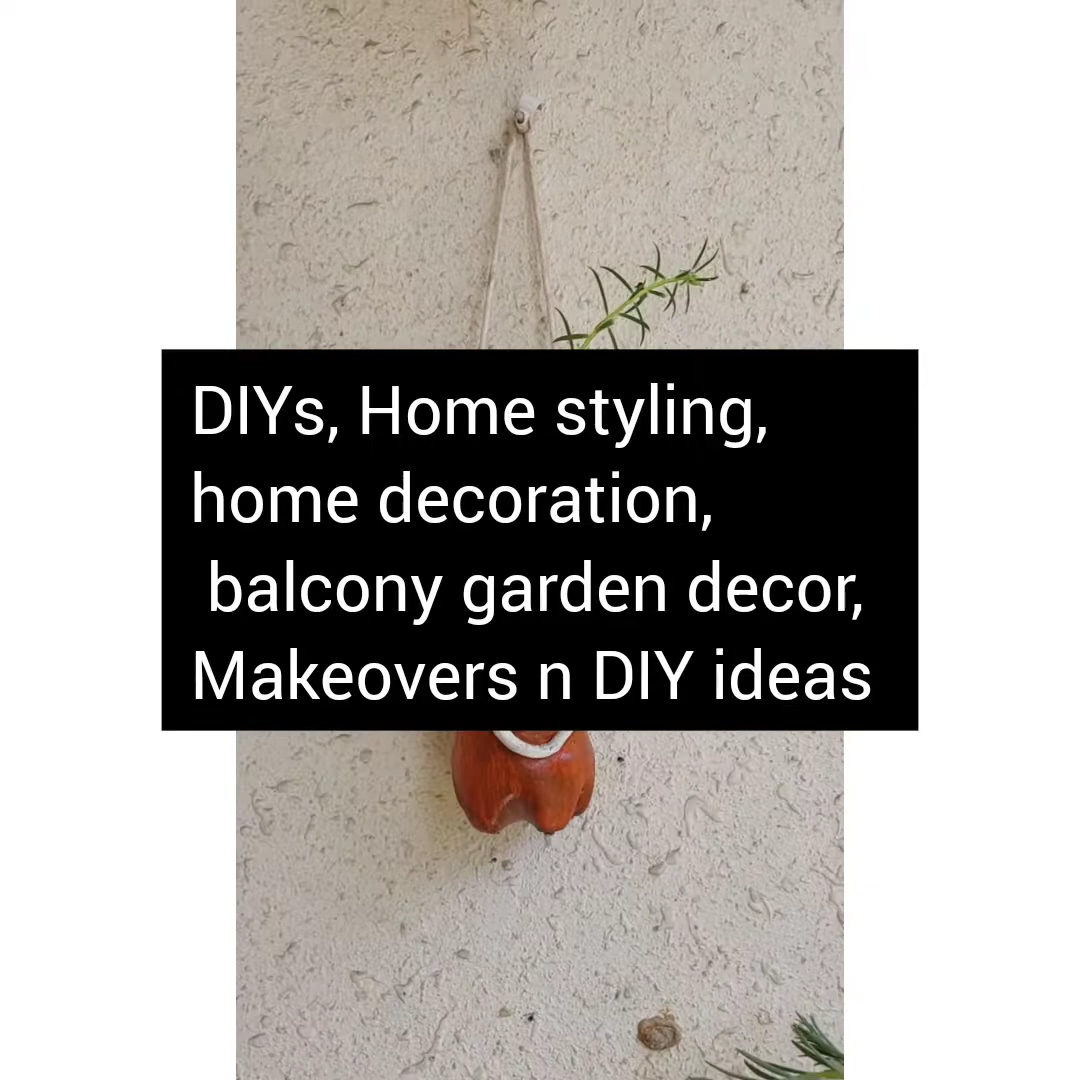 DIYs, Home styling,
home decoration,
balcony garden decor,
Makeovers n DIY ideas